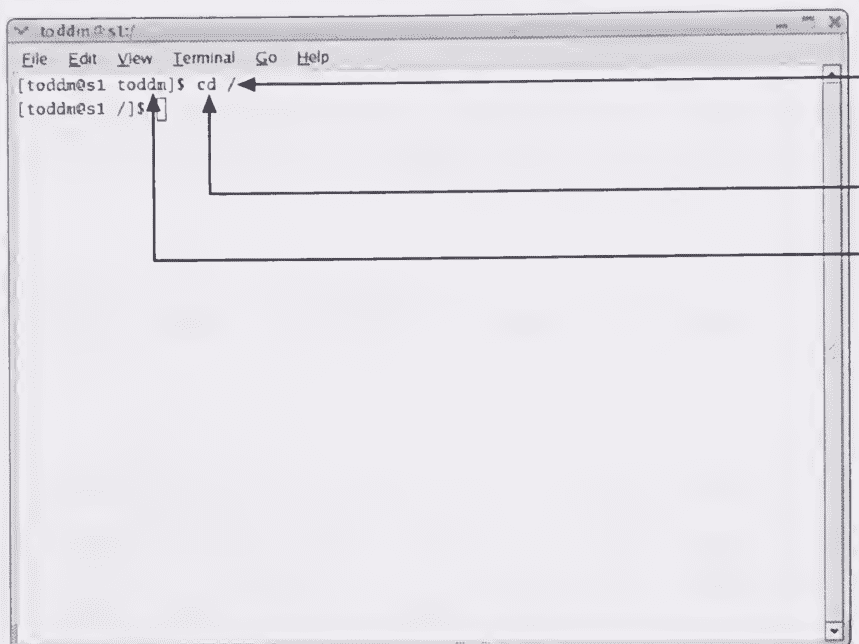 toddm@s1:/
File Edit View Terminal Go Help
[toddm@s1 toddm]$ cd /
[toddm@s1 /]$